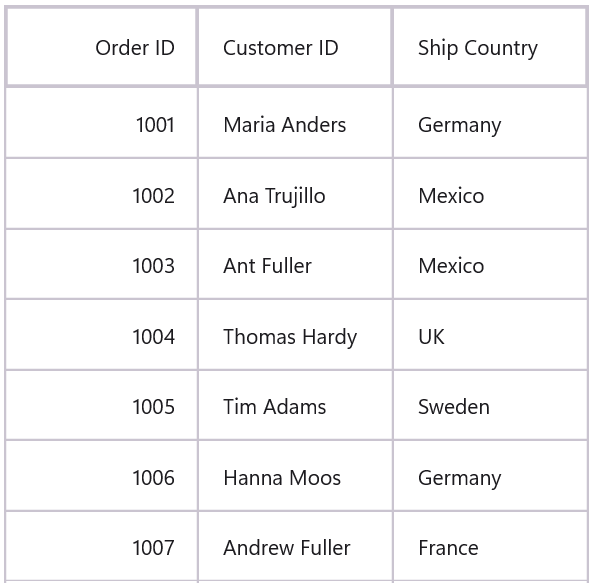 Order ID Customer ID Ship Country
1001 Maria Anders Germany
1002 Ana Trujillo Mexico
1003 Ant Fuller Mexico
1004 Thomas Hardy UK
1005 Tim Adams Sweden
1006 Hanna Moos Germany
1007 Andrew Fuller France